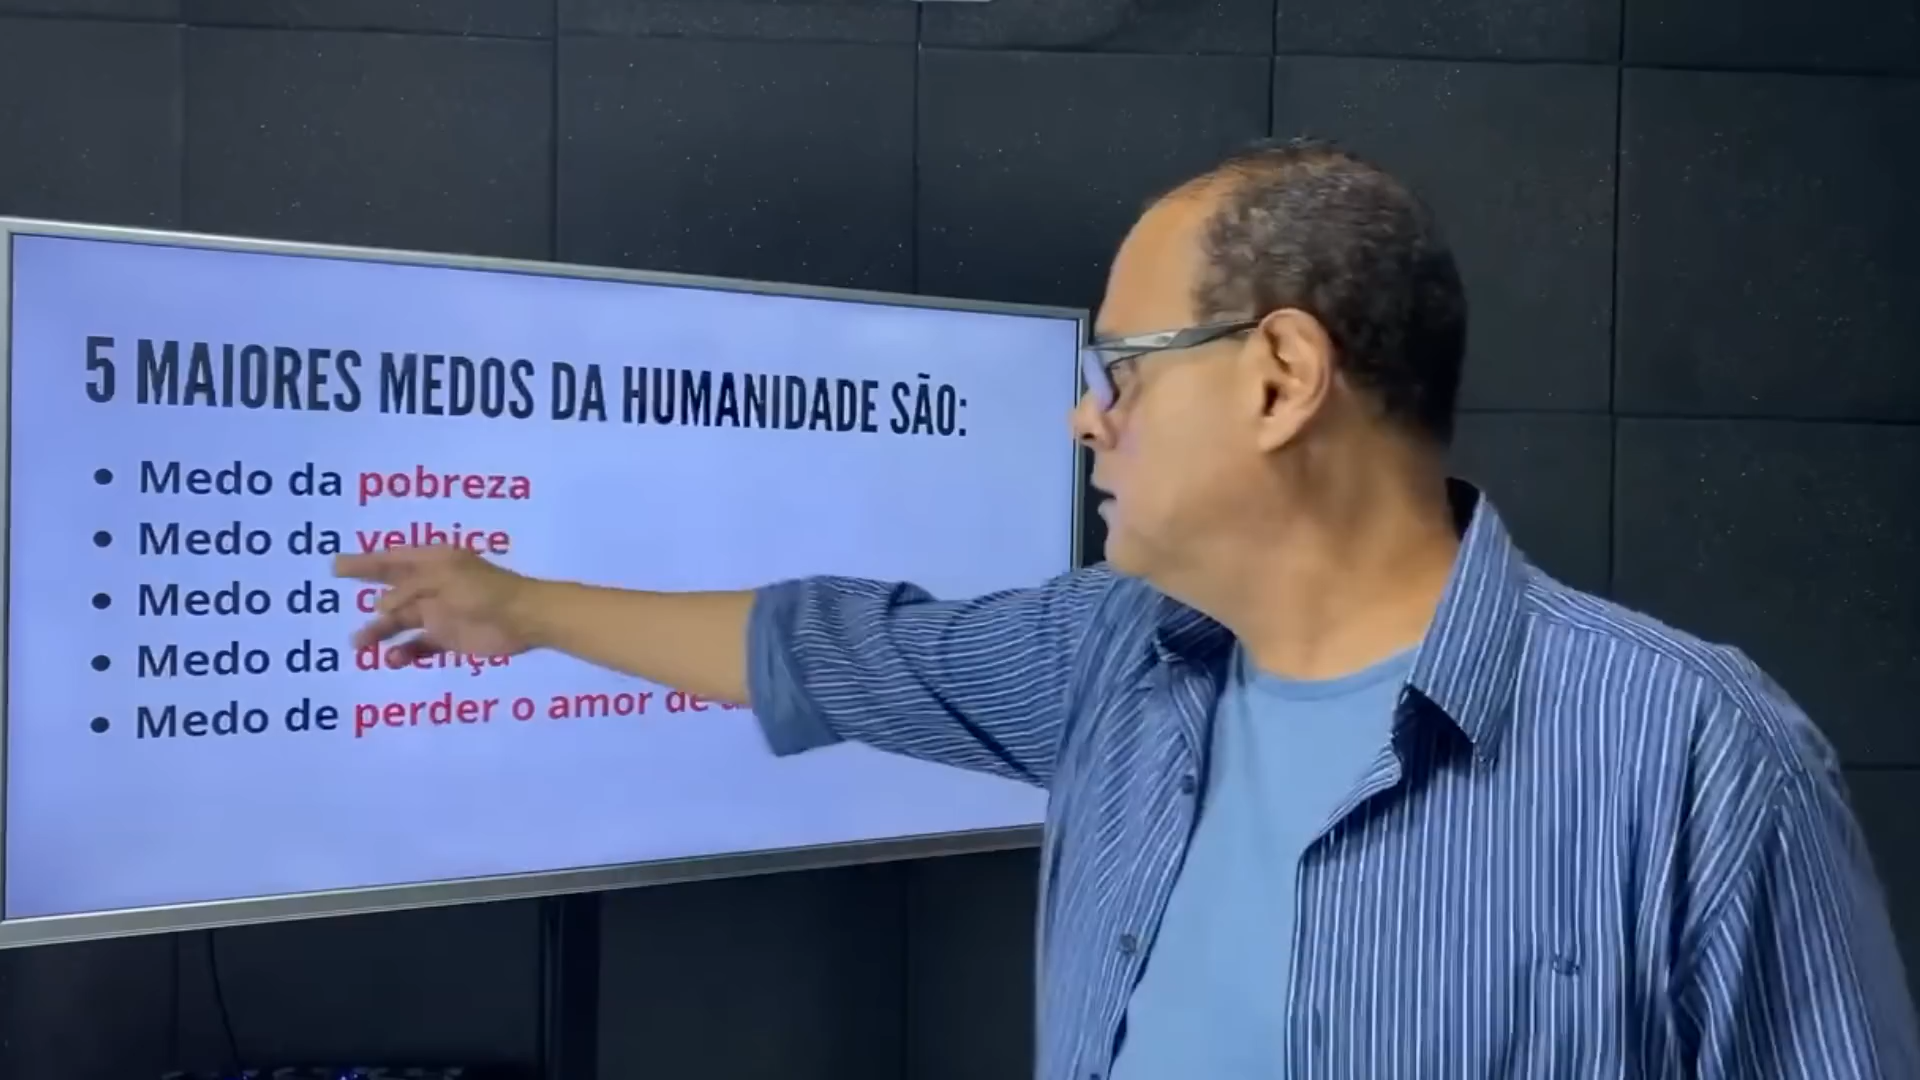 5 MAIORES MEDOS DA HUMANIDADE SÃO:
• Medo da pobreza
• Medo da velhice
• Medo da
• Medo da doença
• Medo de perder o amor de